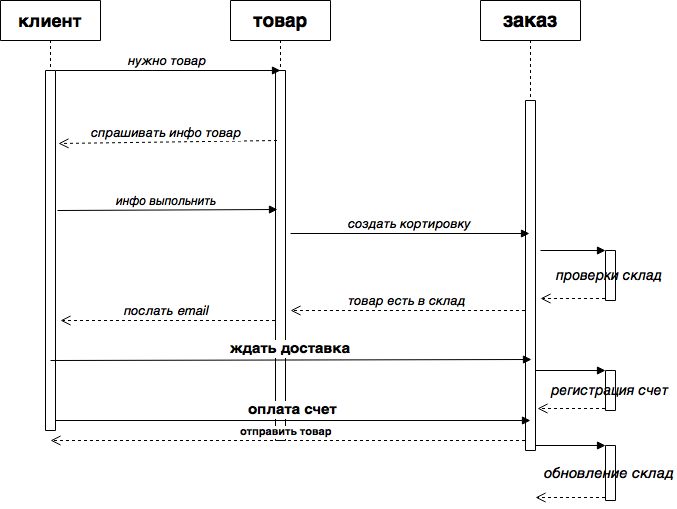 клиент
товар
заказ
нужно товар
спрашивать инфо товар
инфо выпольнить
создать кортировку
проверки склад
товар есть в склад
послать email
ждать доставка
регистрация счет
оплата счет
отправить товар
обновление склад